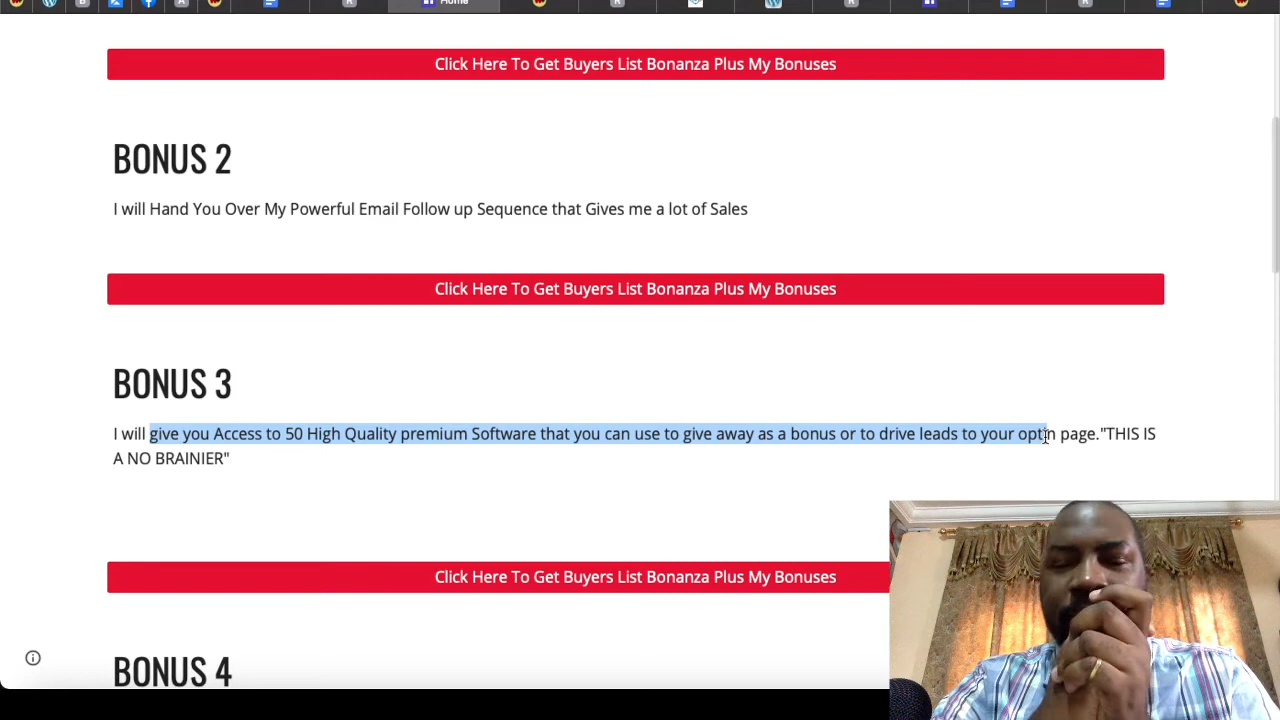 Home
Click Here To Get Buyers List Bonanza Plus My Bonuses
BONUS 2
I will Hand You Over My Powerful Email Follow up Sequence that Gives me a lot of Sales
Click Here To Get Buyers List Bonanza Plus My Bonuses
BONUS 3
I will give you Access to 50 High Quality premium Software that you can use to give away as a bonus or to drive leads to your optin page."THIS IS
A NO BRAINIER"
Click Here To Get Buyers List Bonanza Plus My Bonuses
BONUS 4